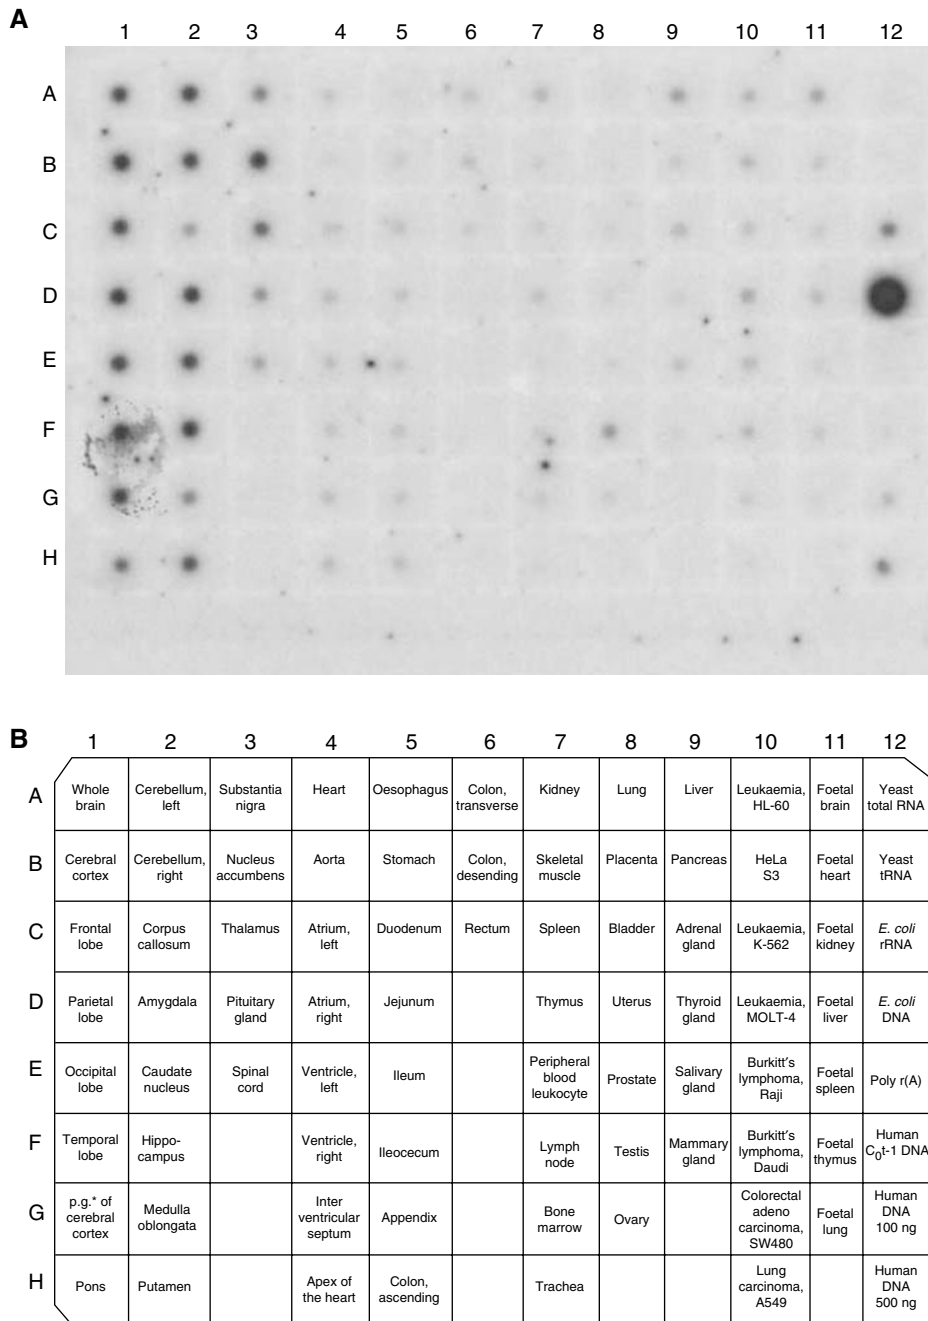 A
1 2 3 4 5 6 7 8 9 10 11 12
A
B
C
D
E
F
G
H
B
1 2 3 4 5 6 7 8 9 10 11 12
A
Whole
brain
Cerebellum,
left
Substantia
nigra
Heart
Oesophagus
Colon,
transverse
Kidney
Lung
Liver
Leukaemia,
HL-60
Foetal
brain
Yeast
total RNA
B
Cerebral
cortex
Cerebellum,
right
Nucleus
accumbens
Aorta
Stomach
Colon,
desending
Skeletal
muscle
Placenta
Pancreas
HeLa
S3
Foetal
heart
Yeast
tRNA
C
Frontal
lobe
Corpus
callosum
Thalamus
Atrium,
left
Duodenum
Rectum
Spleen
Bladder
Adrenal
gland
Leukaemia,
K-562
Foetal
kidney
E. coli
rRNA
D
Parietal
lobe
Amygdala
Pituitary
gland
Atrium,
right
Jejunum
Thymus
Uterus
Thyroid
gland
Leukaemia,
MOLT-4
Foetal
liver
E. coli
DNA
E
Occipital
lobe
Caudate
nucleus
Spinal
cord
Ventricle,
left
Ileum
Peripheral
blood
leukocyte
Prostate
Salivary
gland
Burkitt's
lymphoma,
Raji
Foetal
spleen
Poly r(A)
F
Temporal
lobe
Hippo-
campus
Ventricle,
right
Ileocecum
Lymph
node
Testis
Mammary
gland
Burkitt's
lymphoma,
Daudi
Foetal
thymus
Human
C0t-1 DNA
G
p.g.* of
cerebral
cortex
Medulla
oblongata
Inter
ventricular
septum
Appendix
Bone
marrow
Ovary
Colorectal
adeno
carcinoma,
SW480
Foetal
lung
Human
DNA
100 ng
H
Pons
Putamen
Apex of
the heart
Colon,
ascending
Trachea
Lung
carcinoma,
A549
Human
DNA
500 ng